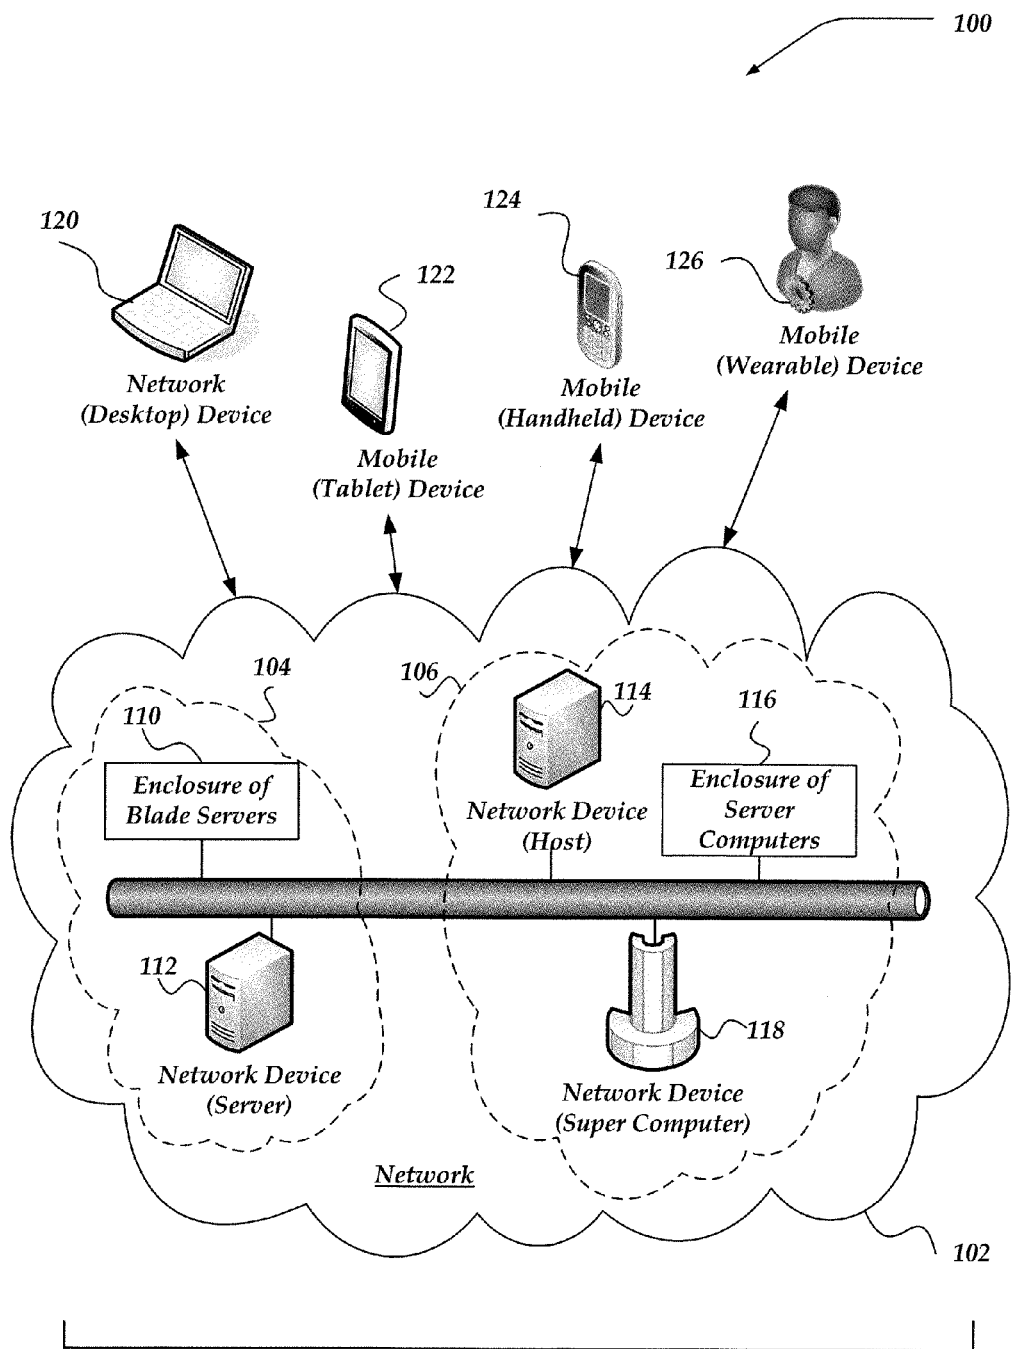 100
120
124
126
122
Network
(Desktop) Device
Mobile
(Tablet) Device
Mobile
(Handheld) Device
Mobile
(Wearable) Device
104
106
110
114
116
Enclosure of
Blade Servers
Network Device
(Host)
Enclosure of
Server
Computers
112
Network Device
(Server)
118
Network Device
(Super Computer)
Network
102